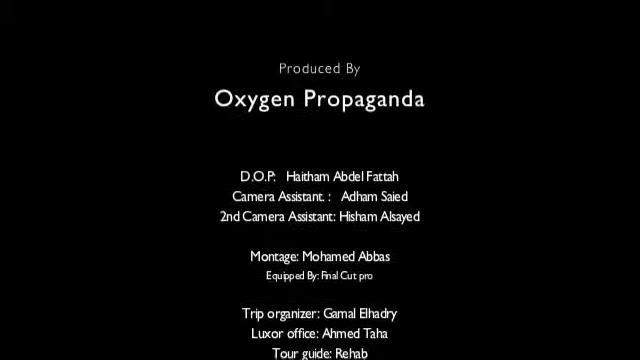 Produced By
Oxygen Propaganda
D.O.P: Haitham Abdel Fattah
Camera Assistant. : Adham Saied
2nd Camera Assistant: Hisham Alsayed
Montage: Mohamed Abbas
Equipped By: Final Cut pro
Trip organizer: Gamal Elhadry
Luxor office: Ahmed Taha
Tour guide: Rehab